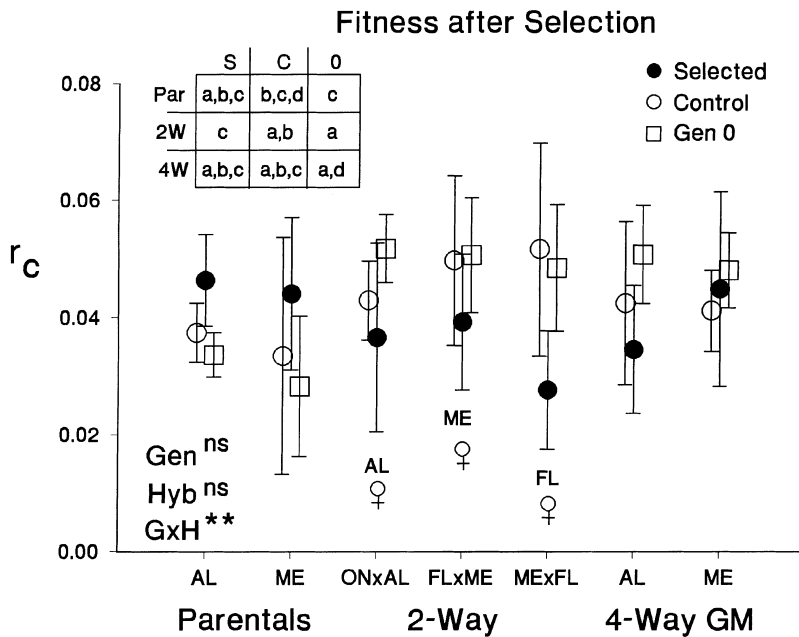 Fitness after Selection
S C 0
Par a,b,c b,c,d c
2W c a,b a
4W a,b,c a,b,c a,d
Selected
Control
Gen 0
0.08
0.06
0.04
0.02
0.00
rc
Gen ns
Hyb ns
GxH **
AL
♀
ME
♀
FL
♀
AL ME ONxAL FLxME MExFL AL ME
Parentals 2-Way 4-Way GM